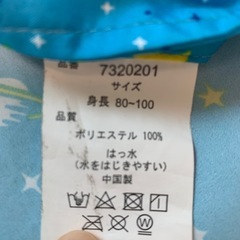 品番 7320201
サイズ
身長 80~100
品質
ポリエステル 100%
はっ水
(水をはじきやすい)
中国製